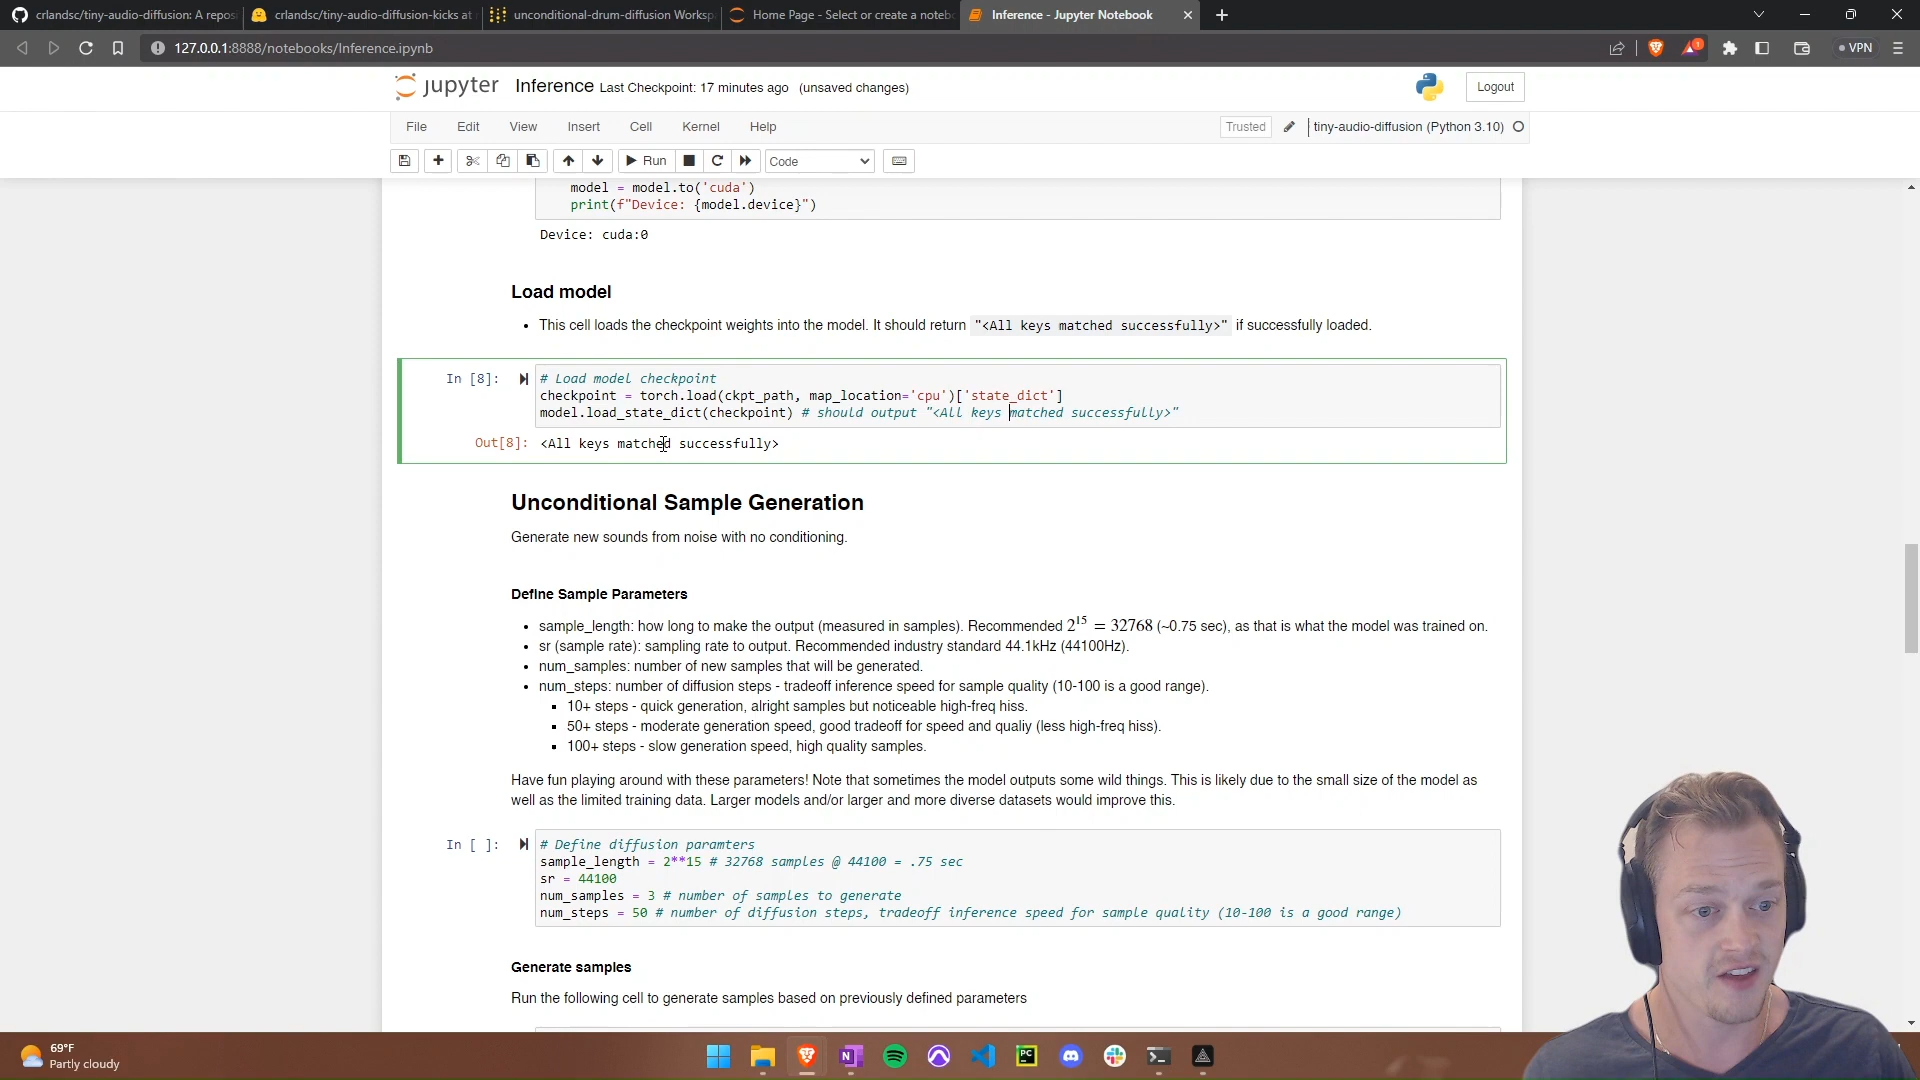 crlandsc/tiny-audio-diffusion: A repos
crlandsc/tiny-audio-diffusion-kicks at
unconditional-drum-diffusion Worksp
Home Page - Select or create a noteb
Inference - Jupyter Notebook
127.0.0.1:8888/notebooks/Inference.ipynb
1
VPN
jupyter Inference Last Checkpoint: 17 minutes ago (unsaved changes)
Logout
File Edit View Insert Cell Kernel Help
Trusted
tiny-audio-diffusion (Python 3.10)
Run
Code
model = model.to('cuda')
print(f"Device: {model.device}")
Device: cuda:0
Load model
This cell loads the checkpoint weights into the model. It should return "<All keys matched successfully>" if successfully loaded.
In [8]:
# Load model checkpoint
checkpoint = torch.load(ckpt_path, map_location='cpu')['state_dict']
model.load_state_dict(checkpoint) # should output "<All keys matched successfully>"
Out[8]: <All keys matched successfully>
Unconditional Sample Generation
Generate new sounds from noise with no conditioning.
Define Sample Parameters
sample_length: how long to make the output (measured in samples). Recommended 2¹⁵ = 32768 (~0.75 sec), as that is what the model was trained on.
sr (sample rate): sampling rate to output. Recommended industry standard 44.1kHz (44100Hz).
num_samples: number of new samples that will be generated.
num_steps: number of diffusion steps - tradeoff inference speed for sample quality (10-100 is a good range).
10+ steps - quick generation, alright samples but noticeable high-freq hiss.
50+ steps - moderate generation speed, good tradeoff for speed and qualiy (less high-freq hiss).
100+ steps - slow generation speed, high quality samples.
Have fun playing around with these parameters! Note that sometimes the model outputs some wild things. This is likely due to the small size of the model as
well as the limited training data. Larger models and/or larger and more diverse datasets would improve this.
In [ ]:
# Define diffusion paramters
sample_length = 2**15 # 32768 samples @ 44100 = .75 sec
sr = 44100
num_samples = 3 # number of samples to generate
num_steps = 50 # number of diffusion steps, tradeoff inference speed for sample quality (10-100 is a good range)
Generate samples
Run the following cell to generate samples based on previously defined parameters
69°F
Partly cloudy
N
PC